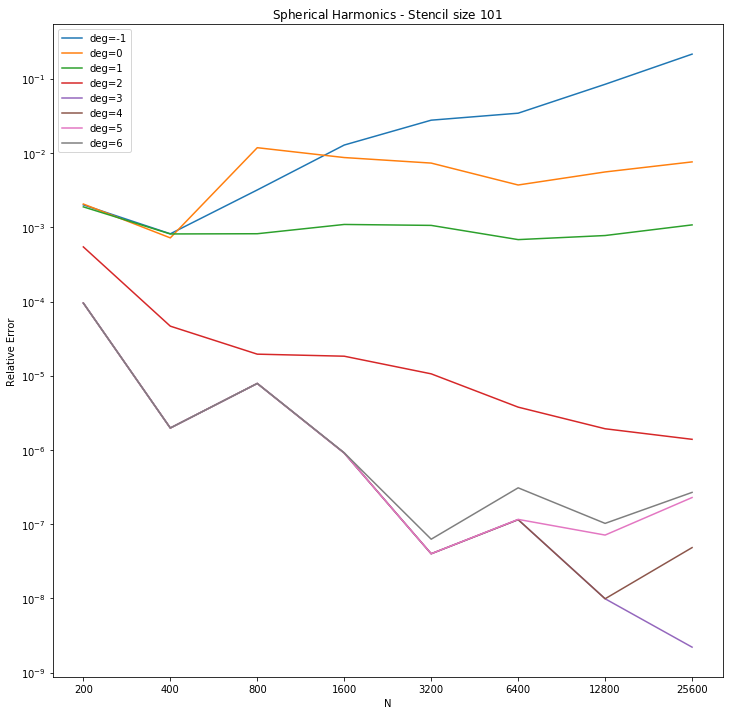 Spherical Harmonics - Stencil size 101
deg=-1
deg=0
deg=1
deg=2
deg=3
deg=4
deg=5
deg=6
10⁻¹
10⁻²
10⁻³
10⁻⁴
10⁻⁵
10⁻⁶
10⁻⁷
10⁻⁸
10⁻⁹
Relative Error
200 400 800 1600 3200 6400 12800 25600
N